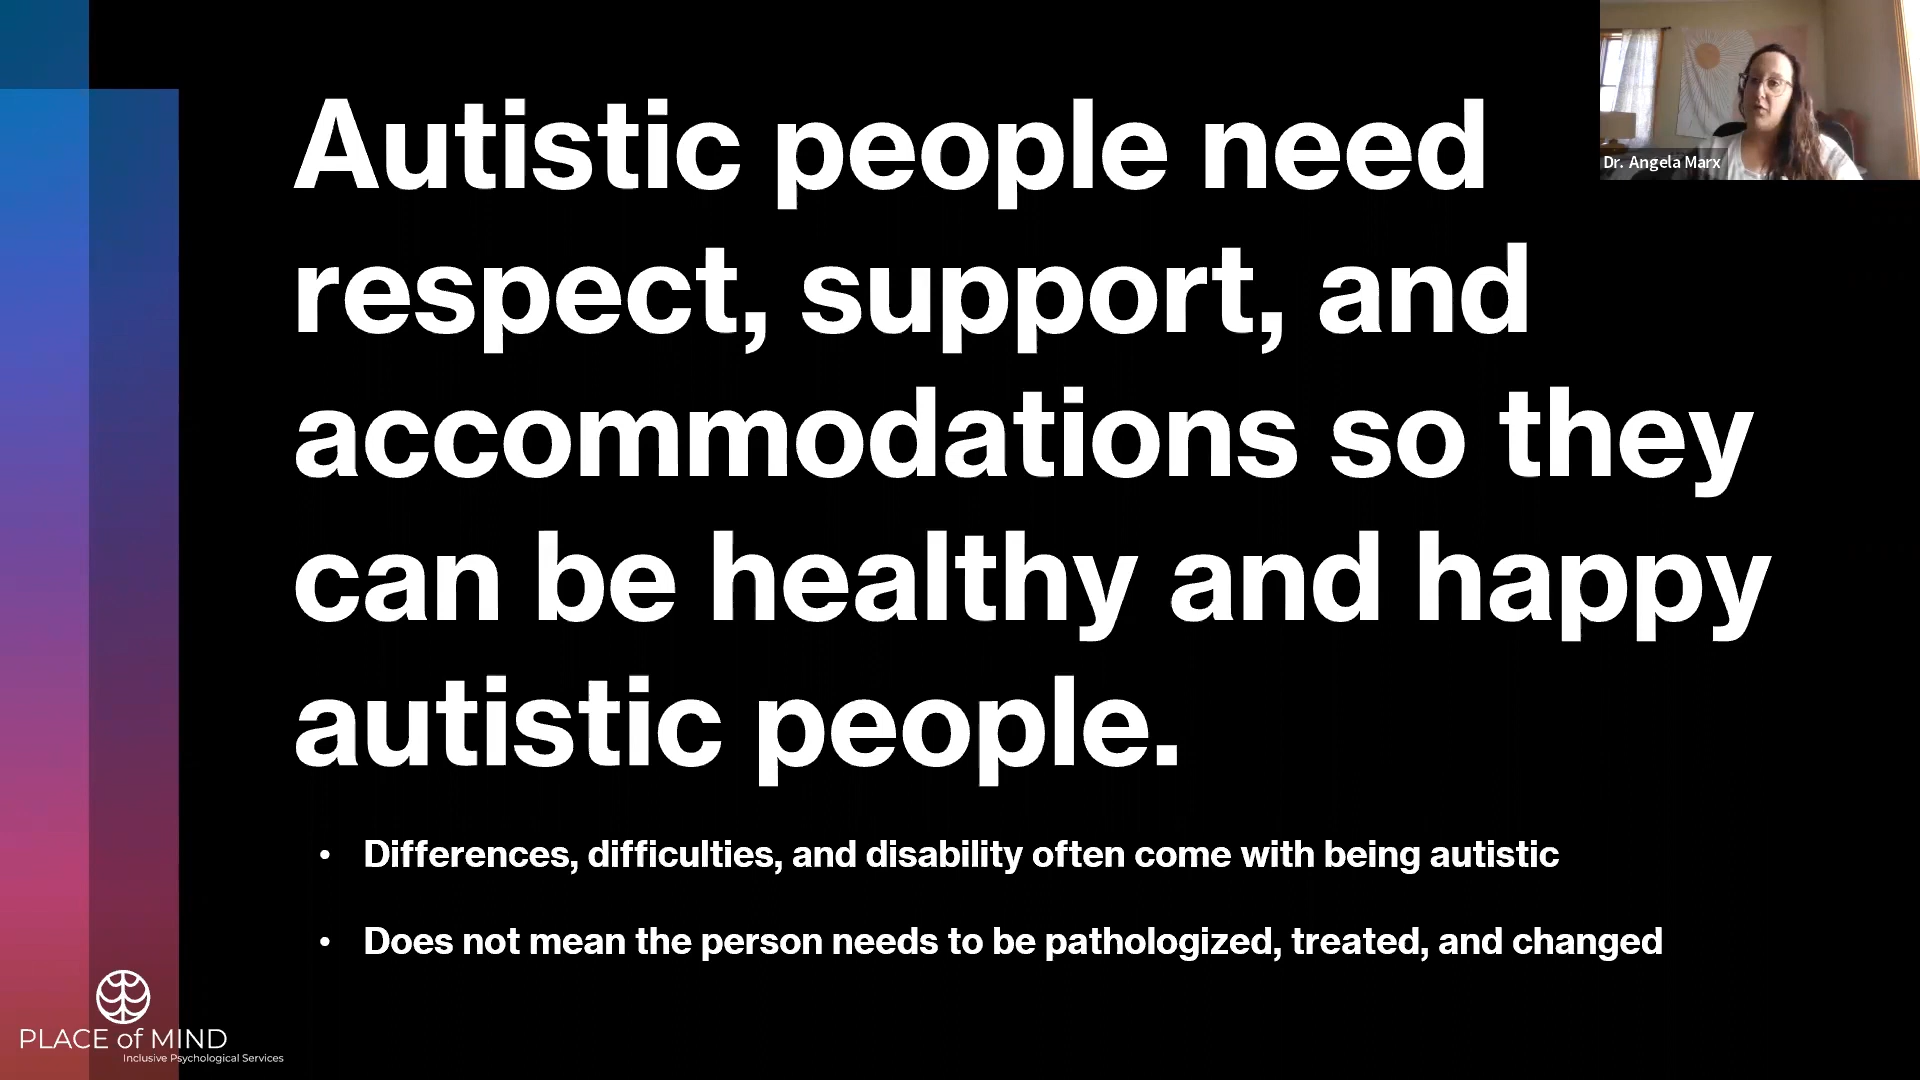 Autistic people need
respect, support, and
accommodations so they
can be healthy and happy
autistic people.
• Differences, difficulties, and disability often come with being autistic
• Does not mean the person needs to be pathologized, treated, and changed
Dr. Angela Marx
PLACE of MIND
Inclusive Psychological Services